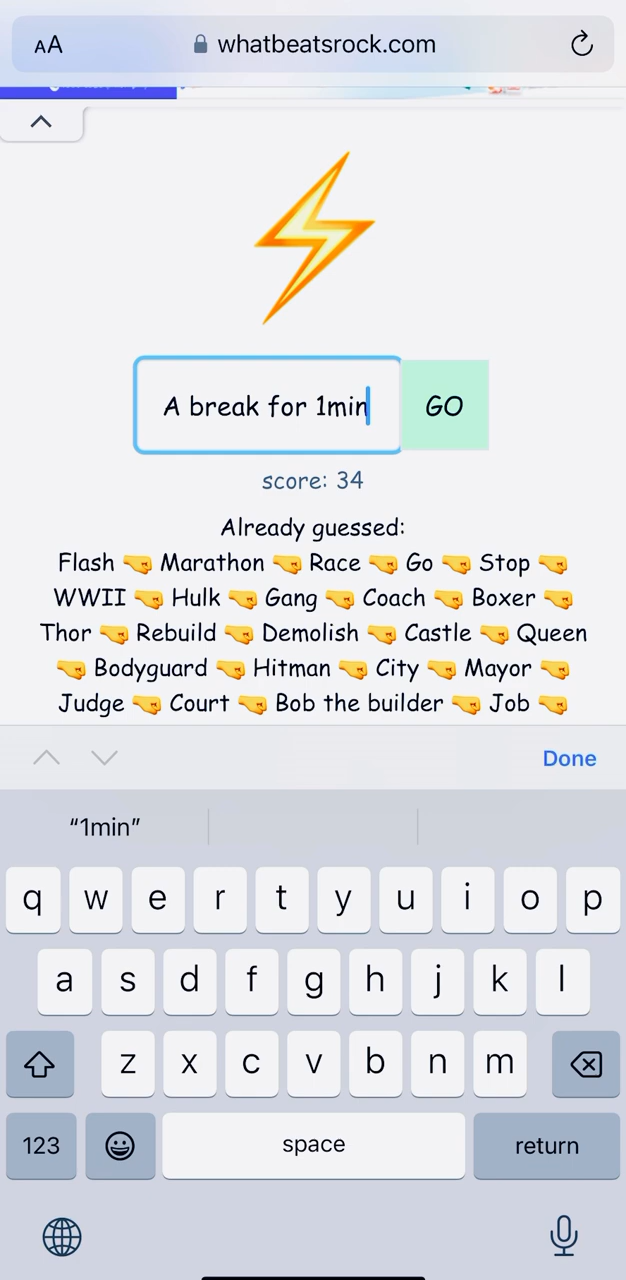 AA whatbeatsrock.com
A break for 1min GO
score: 34
Already guessed:
Flash 🤜 Marathon 🤜 Race 🤜 Go 🤜 Stop 🤜
WWII 🤜 Hulk 🤜 Gang 🤜 Coach 🤜 Boxer 🤜
Thor 🤜 Rebuild 🤜 Demolish 🤜 Castle 🤜 Queen
🤜 Bodyguard 🤜 Hitman 🤜 City 🤜 Mayor 🤜
Judge 🤜 Court 🤜 Bob the builder 🤜 Job 🤜
Done
“1min”
q w e r t y u i o p
a s d f g h j k l
z x c v b n m
123 space return